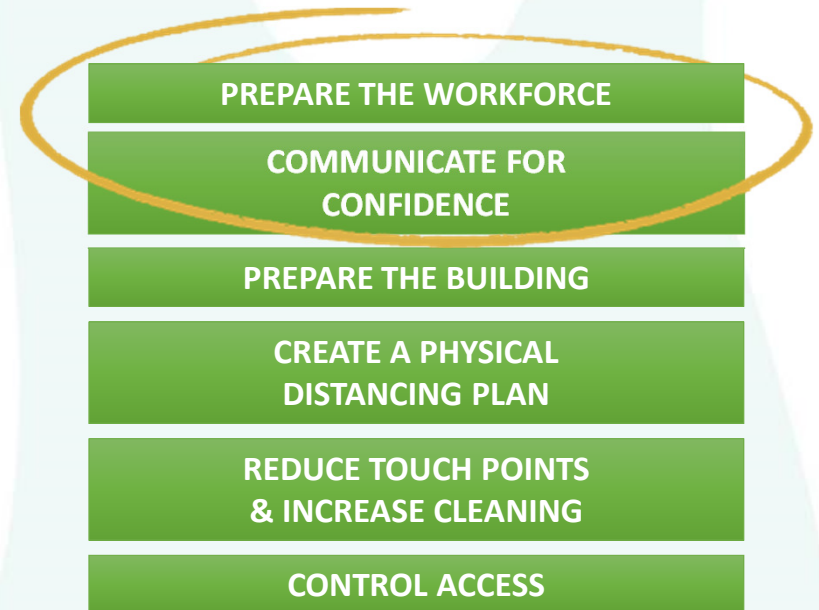 PREPARE THE WORKFORCE
COMMUNICATE FOR
CONFIDENCE
PREPARE THE BUILDING
CREATE A PHYSICAL
DISTANCING PLAN
REDUCE TOUCH POINTS
& INCREASE CLEANING
CONTROL ACCESS